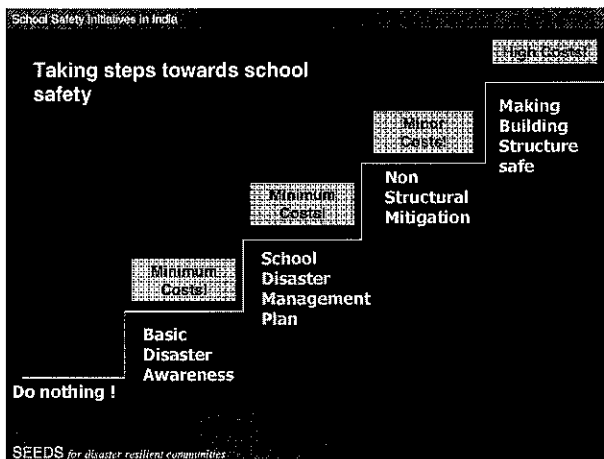 School Safety Initiatives in India
Taking steps towards school
safety
High Costs!
Making
Building
Structure
safe
Minor
Costs!
Non
Structural
Mitigation
Minimum
Costs!
School
Disaster
Management
Plan
Minimum
Costs!
Basic
Disaster
Awareness
Do nothing !
SEEDS for disaster resilient communities